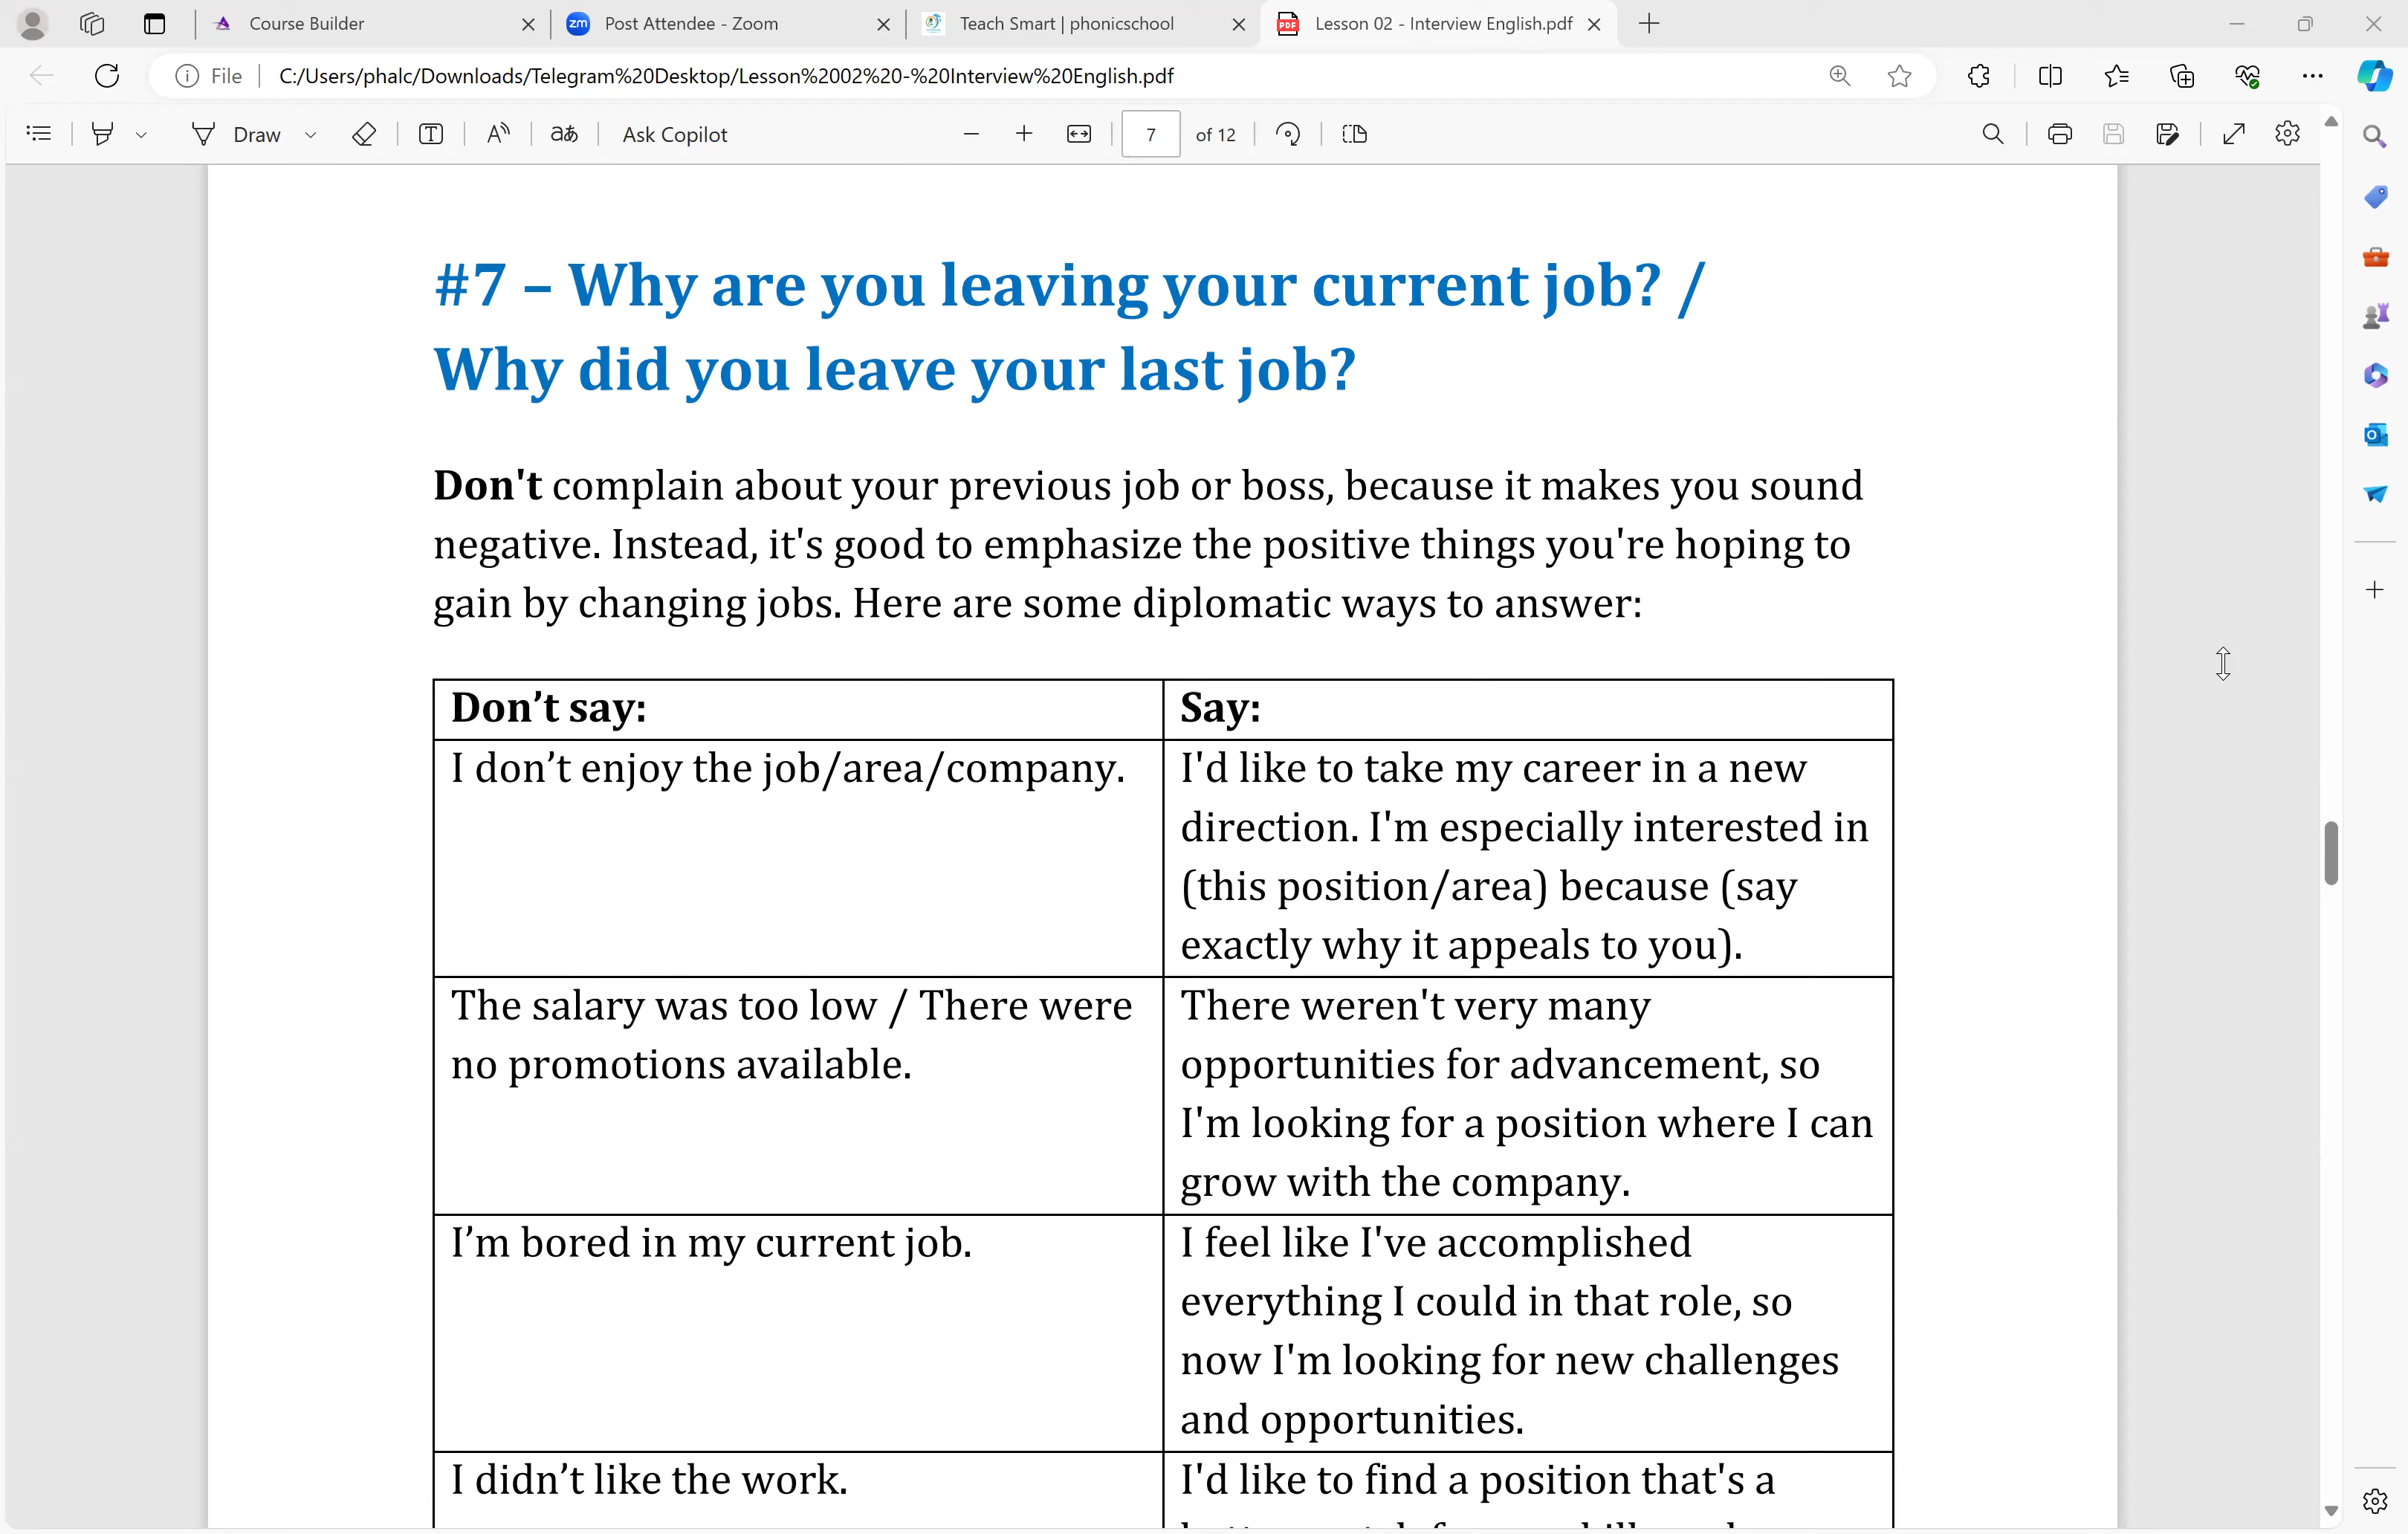 Course Builder
zm Post Attendee - Zoom
Teach Smart | phonicschool
PDF Lesson 02 - Interview English.pdf
File C:/Users/phalc/Downloads/Telegram%20Desktop/Lesson%2002%20-%20Interview%20English.pdf
Draw
T
aあ
Ask Copilot
7 of 12
#7 – Why are you leaving your current job? /
Why did you leave your last job?
Don't complain about your previous job or boss, because it makes you sound
negative. Instead, it's good to emphasize the positive things you're hoping to
gain by changing jobs. Here are some diplomatic ways to answer:
Don’t say:
Say:
I don’t enjoy the job/area/company.
I'd like to take my career in a new
direction. I'm especially interested in
(this position/area) because (say
exactly why it appeals to you).
The salary was too low / There were
no promotions available.
There weren't very many
opportunities for advancement, so
I'm looking for a position where I can
grow with the company.
I’m bored in my current job.
I feel like I've accomplished
everything I could in that role, so
now I'm looking for new challenges
and opportunities.
I didn’t like the work.
I'd like to find a position that's a